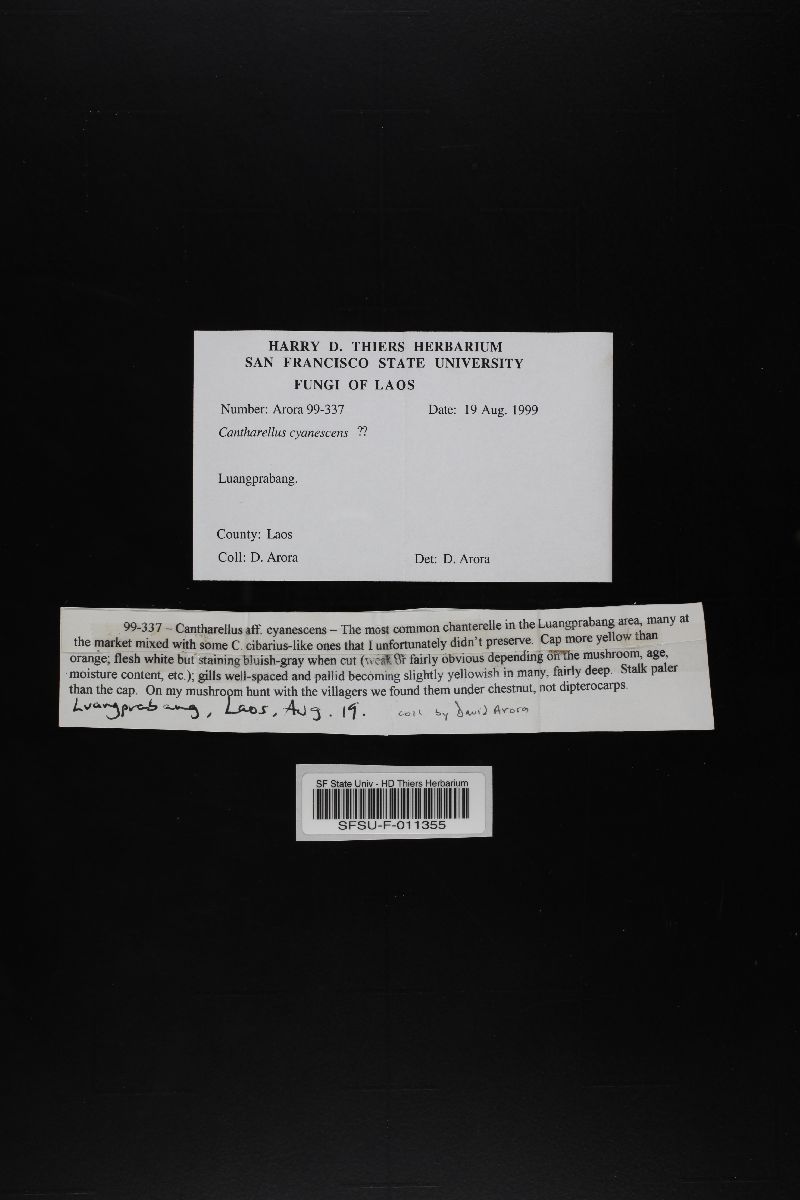 HARRY D. THIERS HERBARIUM
SAN FRANCISCO STATE UNIVERSITY
FUNGI OF LAOS
Number: Arora 99-337 Date: 19 Aug. 1999
Cantharellus cyanescens ??
Luangprabang.
County: Laos
Coll: D. Arora Det: D. Arora
99-337 – Cantharellus aff. cyanescens – The most common chanterelle in the Luangprabang area, many at
the market mixed with some C. cibarius-like ones that I unfortunately didn't preserve. Cap more yellow than
orange; flesh white but staining bluish-gray when cut (weak or fairly obvious depending on the mushroom, age,
moisture content, etc.); gills well-spaced and pallid becoming slightly yellowish in many, fairly deep. Stalk paler
than the cap. On my mushroom hunt with the villagers we found them under chestnut, not dipterocarps.
Luangprabang, Laos, Aug. 19. coll by David Arora
SF State Univ - HD Thiers Herbarium
SFSU-F-011355